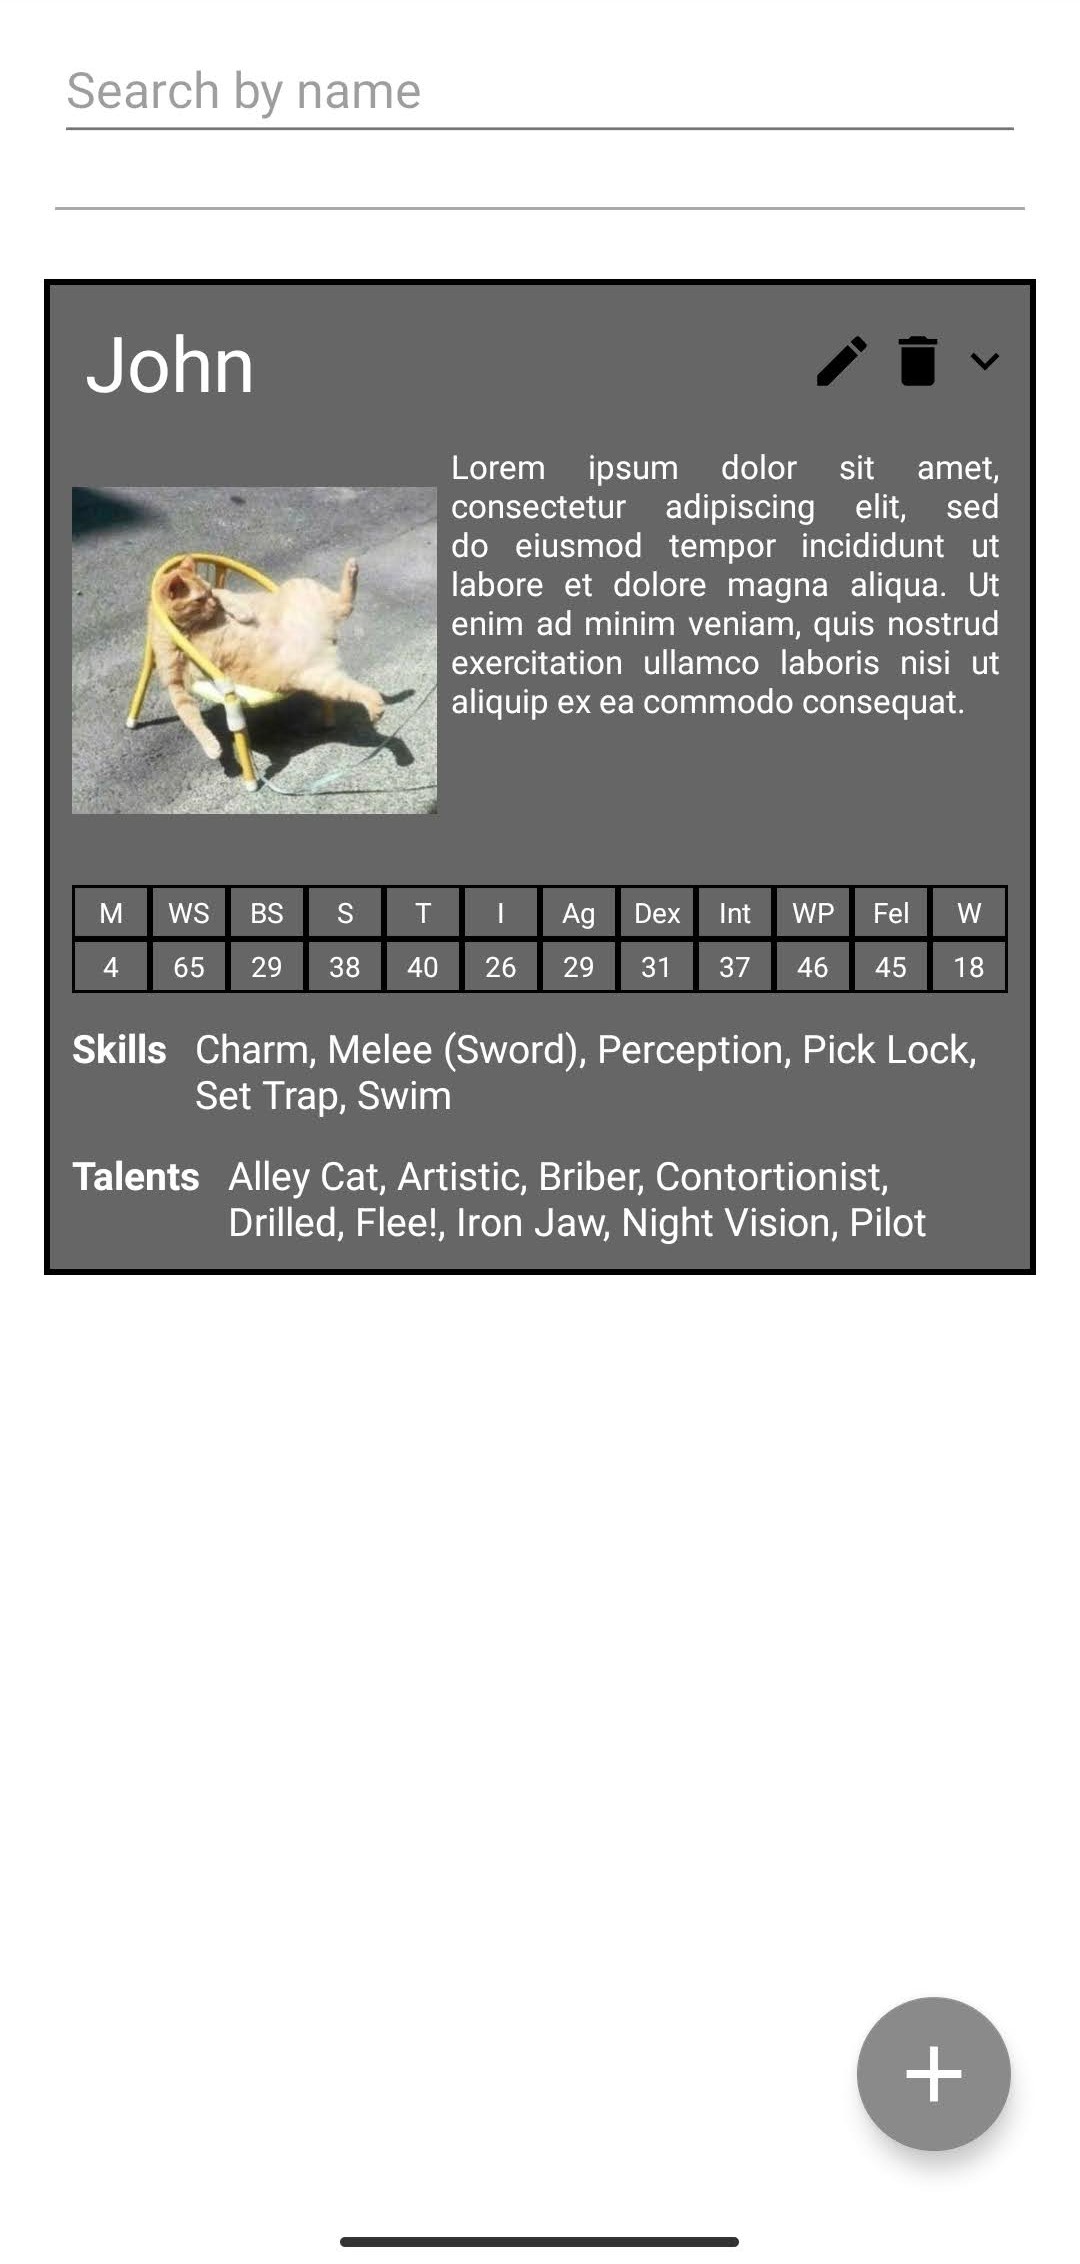 Search by name
John
Lorem ipsum dolor sit amet,
consectetur adipiscing elit, sed
do eiusmod tempor incididunt ut
labore et dolore magna aliqua. Ut
enim ad minim veniam, quis nostrud
exercitation ullamco laboris nisi ut
aliquip ex ea commodo consequat.
M WS BS S T I Ag Dex Int WP Fel W
4 65 29 38 40 26 29 31 37 46 45 18
Skills Charm, Melee (Sword), Perception, Pick Lock,
Set Trap, Swim
Talents Alley Cat, Artistic, Briber, Contortionist,
Drilled, Flee!, Iron Jaw, Night Vision, Pilot